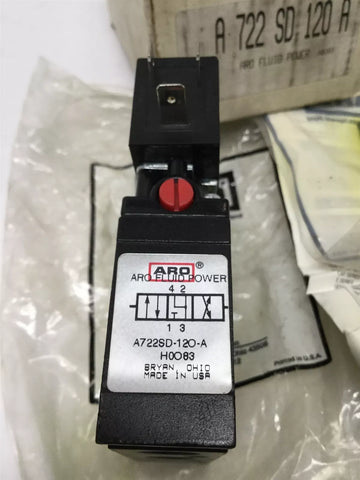 A 722 SD 120 A
ARO FLUID POWER
ARO®
ARO FLUID POWER
4 2
1 3
A722SD-120-A
H0083
BRYAN, OHIO
MADE IN USA
Printed in U.S.A.